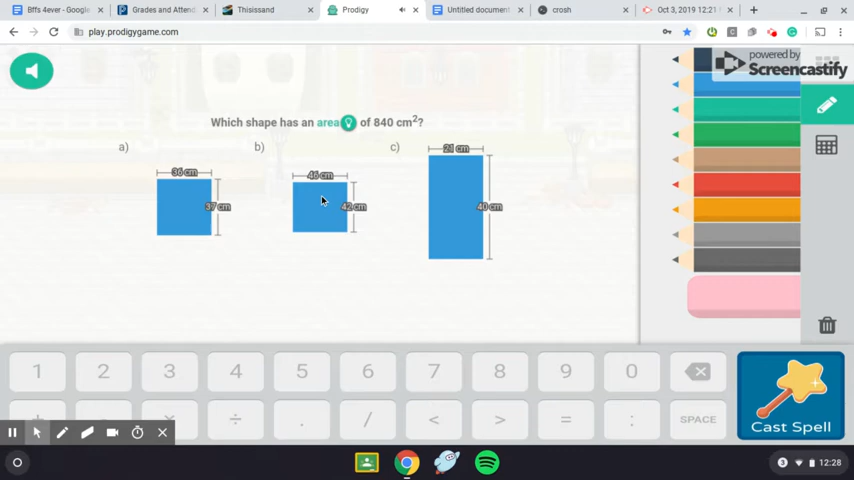 Bffs 4ever - Google
Grades and Attend
Thisissand
Prodigy
Untitled document
crosh
Oct 3, 2019 12:21
play.prodigygame.com
powered by
Screencastify
Which shape has an area of 840 cm²?
a)
b)
c)
36 cm
37 cm
46 cm
42 cm
21 cm
40 cm
1 2 3 4 5 6 7 8 9 0
÷ / . < > = : SPACE
Cast Spell
3
12:28